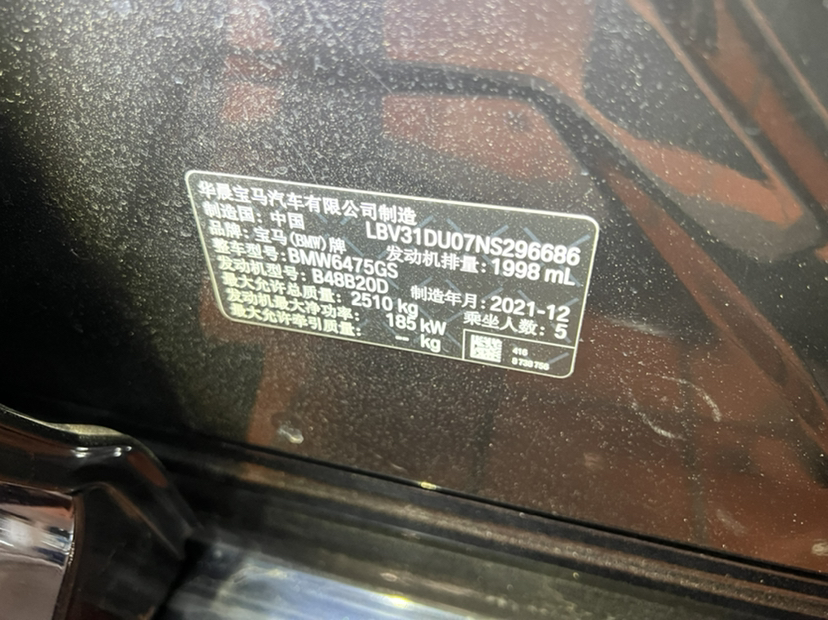 华晨宝马汽车有限公司制造
制造国: 中国 LBV31DU07NS296686
品牌: 宝马(BMW)牌 发动机排量: 1998 mL
整车型号: BMW6475GS
发动机型号: B48B20D 制造年月: 2021-12
最大允许总质量: 2510 kg 乘坐人数: 5
发动机最大净功率: 185 kW
最大允许牵引质量: – kg
410
0730766